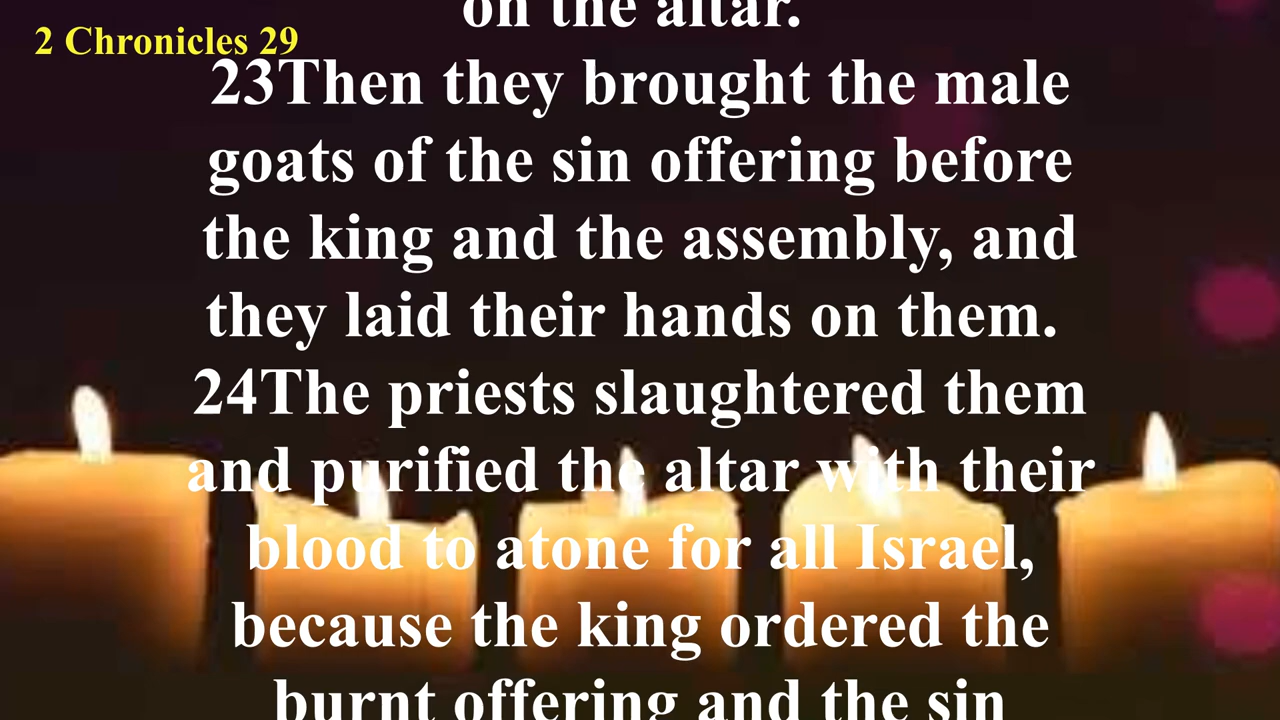 on the altar.
2 Chronicles 29
23Then they brought the male
goats of the sin offering before
the king and the assembly, and
they laid their hands on them.
24The priests slaughtered them
and purified the altar with their
blood to atone for all Israel,
because the king ordered the
burnt offering and the sin